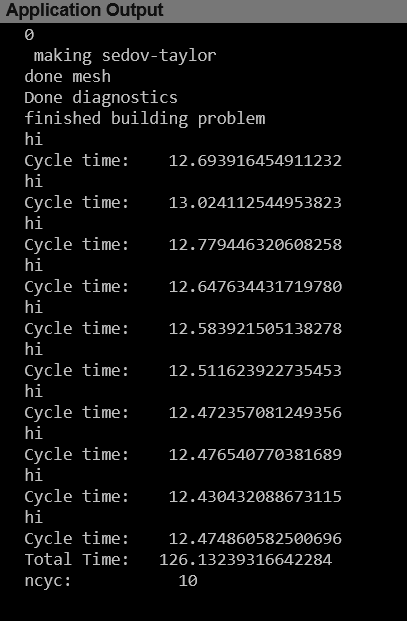 Application Output
0
making sedov-taylor
done mesh
Done diagnostics
finished building problem
hi
Cycle time: 12.693916454911232
hi
Cycle time: 13.024112544953823
hi
Cycle time: 12.779446320608258
hi
Cycle time: 12.647634431719780
hi
Cycle time: 12.583921505138278
hi
Cycle time: 12.511623922735453
hi
Cycle time: 12.472357081249356
hi
Cycle time: 12.476540770381689
hi
Cycle time: 12.430432088673115
hi
Cycle time: 12.474860582500696
Total Time: 126.13239316642284
ncyc: 10